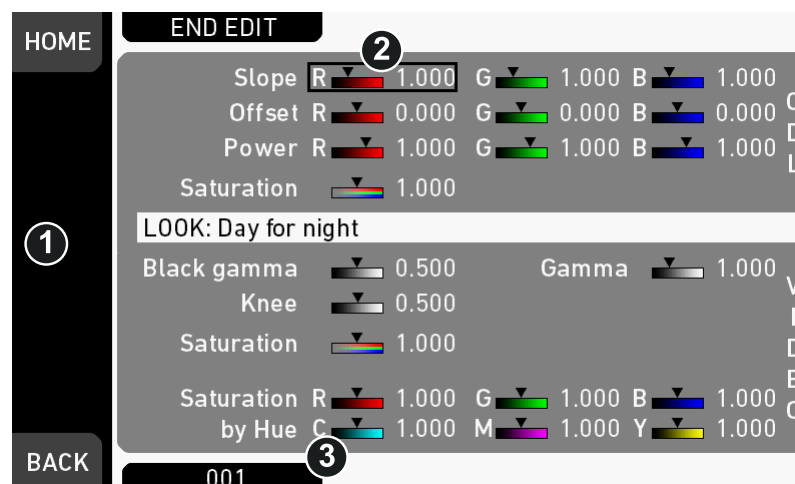 HOME
END EDIT
2
Slope R 1.000 G 1.000 B 1.000
Offset R 0.000 G 0.000 B 0.000
Power R 1.000 G 1.000 B 1.000
Saturation 1.000
LOOK: Day for night
1
Black gamma 0.500 Gamma 1.000
Knee 0.500
Saturation 1.000
Saturation R 1.000 G 1.000 B 1.000
by Hue C 1.000 M 1.000 Y 1.000
3
BACK
001